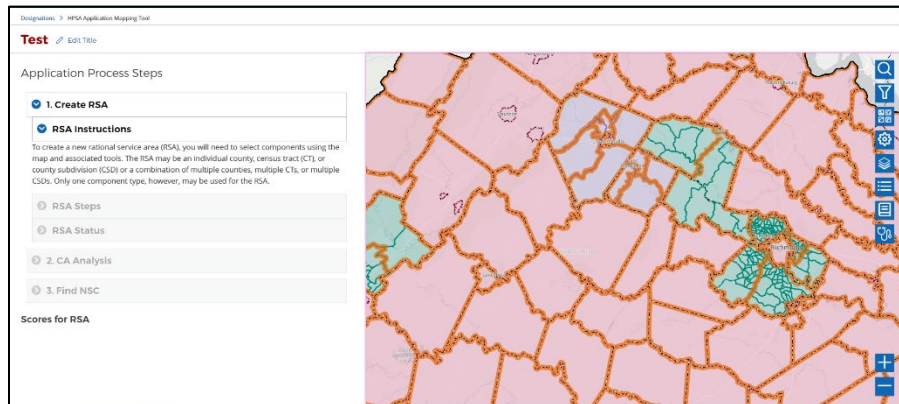 Designations > HPSA Application Mapping Tool
Test Edit Title
Application Process Steps
1. Create RSA
RSA Instructions
To create a new rational service area (RSA), you will need to select components using the
map and associated tools. The RSA may be an individual county, census tract (CT), or
county subdivision (CSD) or a combination of multiple counties, multiple CTs, or multiple
CSDs. Only one component type, however, may be used for the RSA.
RSA Steps
RSA Status
2. CA Analysis
3. Find NSC
Scores for RSA